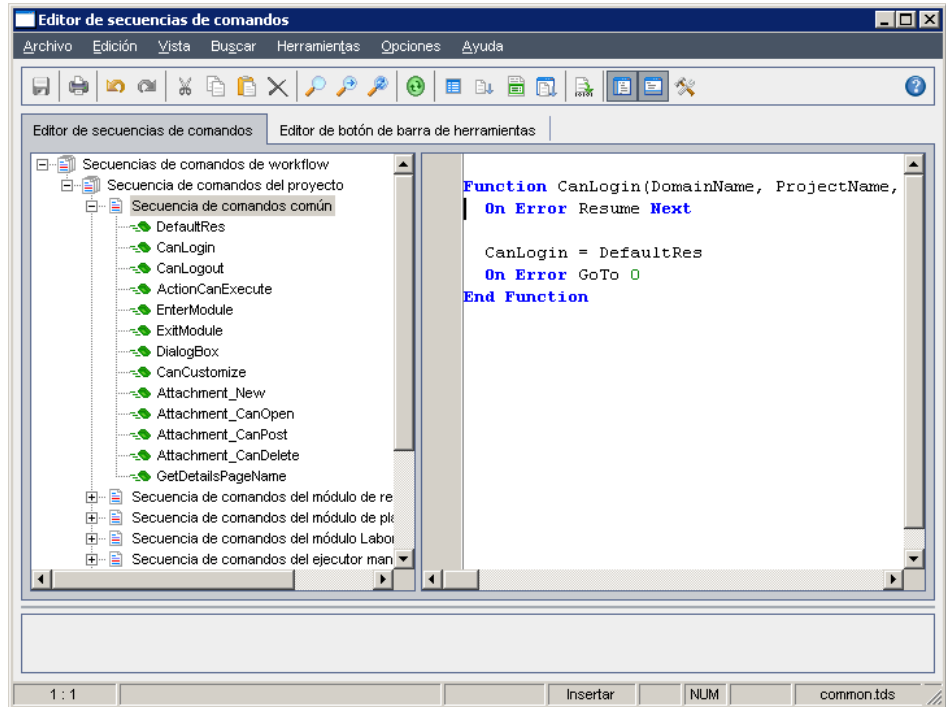 Editor de secuencias de comandos
Archivo Edición Vista Buscar Herramientas Opciones Ayuda
Editor de secuencias de comandos Editor de botón de barra de herramientas
Secuencias de comandos de workflow
Secuencia de comandos del proyecto
Secuencia de comandos común
DefaultRes
CanLogin
CanLogout
ActionCanExecute
EnterModule
ExitModule
DialogBox
CanCustomize
Attachment_New
Attachment_CanOpen
Attachment_CanPost
Attachment_CanDelete
GetDetailsPageName
Secuencia de comandos del módulo de re
Secuencia de comandos del módulo de pla
Secuencia de comandos del módulo Labor
Secuencia de comandos del ejecutor man
Function CanLogin(DomainName, ProjectName,
On Error Resume Next
CanLogin = DefaultRes
On Error GoTo 0
End Function
1 : 1 Insertar NUM common.tds